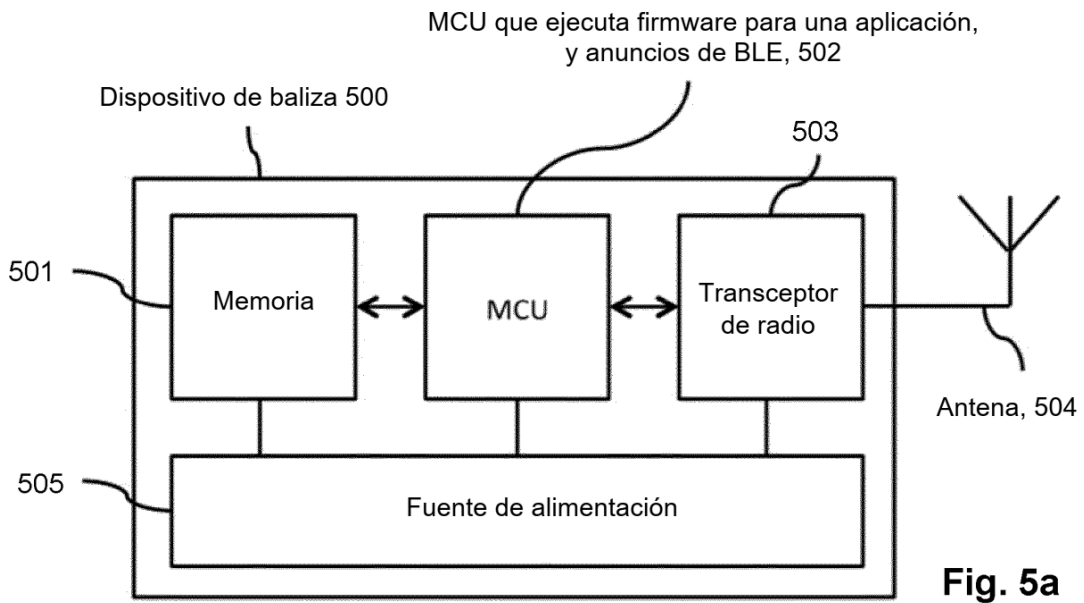 MCU que ejecuta firmware para una aplicación,
y anuncios de BLE, 502
Dispositivo de baliza 500
503
501
Memoria
MCU
Transceptor
de radio
Antena, 504
505
Fuente de alimentación
Fig. 5a